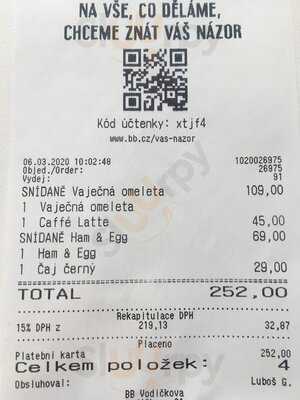 NA VŠE, CO DĚLÁME,
CHCEME ZNÁT VÁŠ NÁZOR
Kód účtenky: xtjf4
www.bb.cz/vas-nazor
06.03.2020 10:02:48 1020026975
Objed./Order: 26975
Výdej: 91
SNÍDANĚ Vaječná omeleta 109,00
1 Vaječná omeleta
1 Caffé Latte 45,00
SNÍDANĚ Ham & Egg 69,00
1 Ham & Egg
1 Čaj černý 29,00
TOTAL 252,00
Rekapitulace DPH
15% DPH z 219,13 32,87
Placeno
Platební karta 252,00
Celkem položek: 4
Obsluhoval: Luboš G.
BB Vodičkova